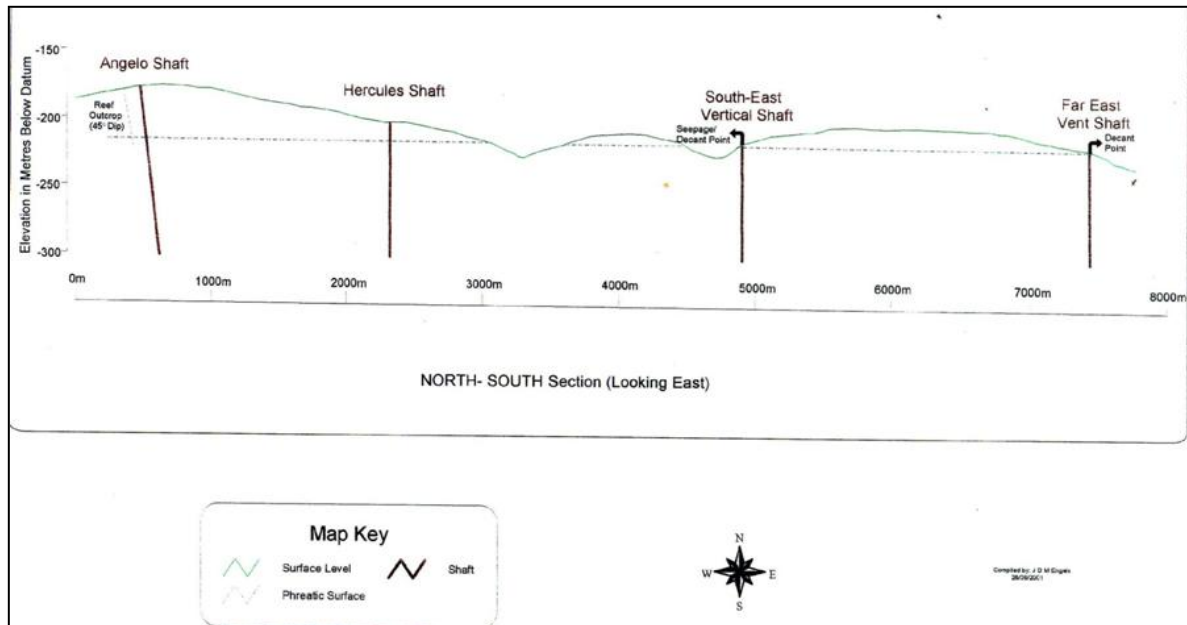 Elevation in Metres Below Datum
-150
-200
-250
-300
Angelo Shaft
Reef
Outcrop
(45° Dip)
Hercules Shaft
South-East
Vertical Shaft
Seepage/
Decant Point
Far East
Vent Shaft
Decant
Point
0m
1000m
2000m
3000m
4000m
5000m
6000m
7000m
8000m
NORTH- SOUTH Section (Looking East)
Map Key
Surface Level
Shaft
Phreatic Surface
N
W
E
S
Compiled by: J D M Engels